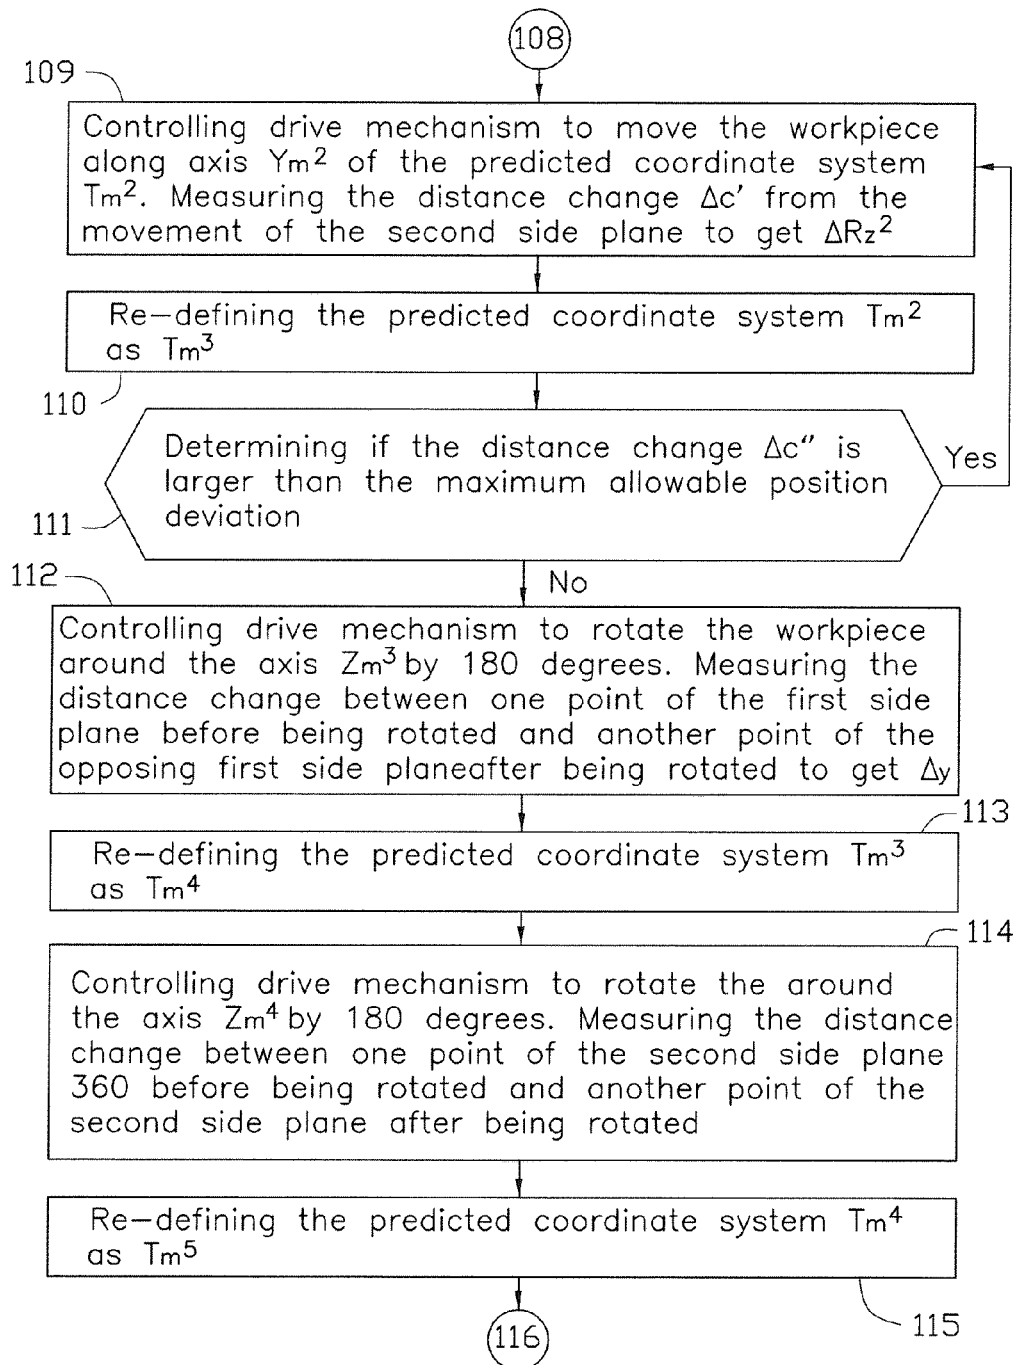 108
109
Controlling drive mechanism to move the workpiece
along axis Ym² of the predicted coordinate system
Tm². Measuring the distance change Δc' from the
movement of the second side plane to get ΔRz²
Re-defining the predicted coordinate system Tm²
as Tm³
110
Determining if the distance change Δc'' is
larger than the maximum allowable position
deviation
Yes
111
No
112
Controlling drive mechanism to rotate the workpiece
around the axis Zm³ by 180 degrees. Measuring the
distance change between one point of the first side
plane before being rotated and another point of the
opposing first side planeafter being rotated to get Δy
113
Re-defining the predicted coordinate system Tm³
as Tm⁴
114
Controlling drive mechanism to rotate the around
the axis Zm⁴ by 180 degrees. Measuring the distance
change between one point of the second side plane
360 before being rotated and another point of the
second side plane after being rotated
Re-defining the predicted coordinate system Tm⁴
as Tm⁵
115
116